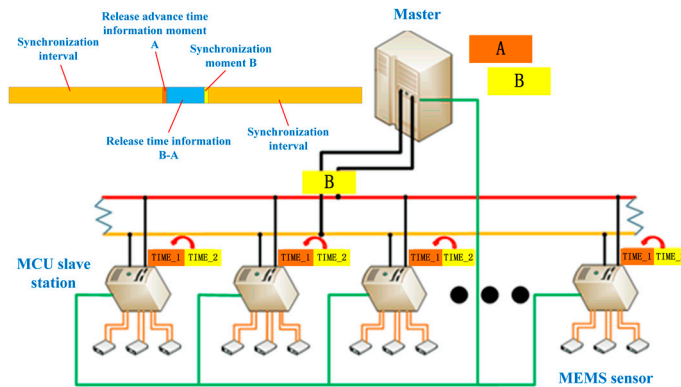 Release advance time
information moment
A
Synchronization
interval
Synchronization
moment B
Release time information
B-A
Synchronization
interval
Master
A
B
B
TIME_1 TIME_2
TIME_1 TIME_2
TIME_1 TIME_2
TIME_1 TIME_2
MCU slave
station
MEMS sensor